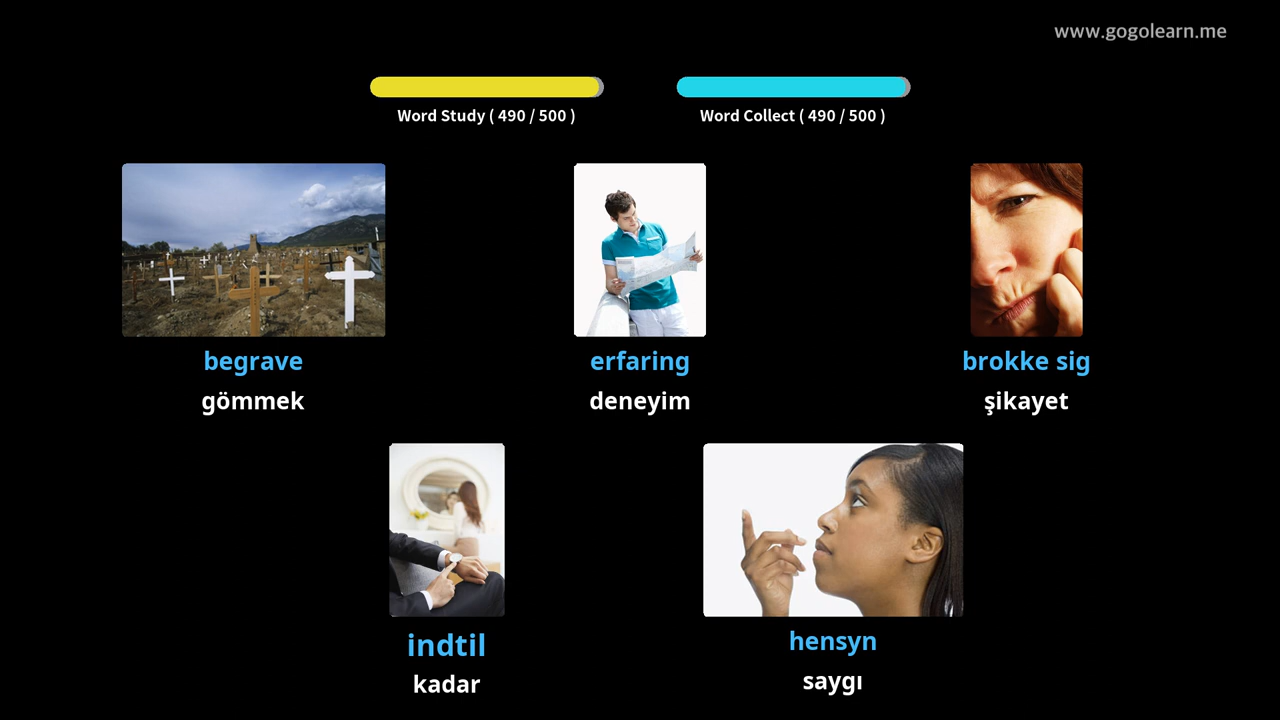 www.gogolearn.me
Word Study ( 490 / 500 )
Word Collect ( 490 / 500 )
begrave
gömmek
erfaring
deneyim
brokke sig
şikayet
indtil
kadar
hensyn
saygı